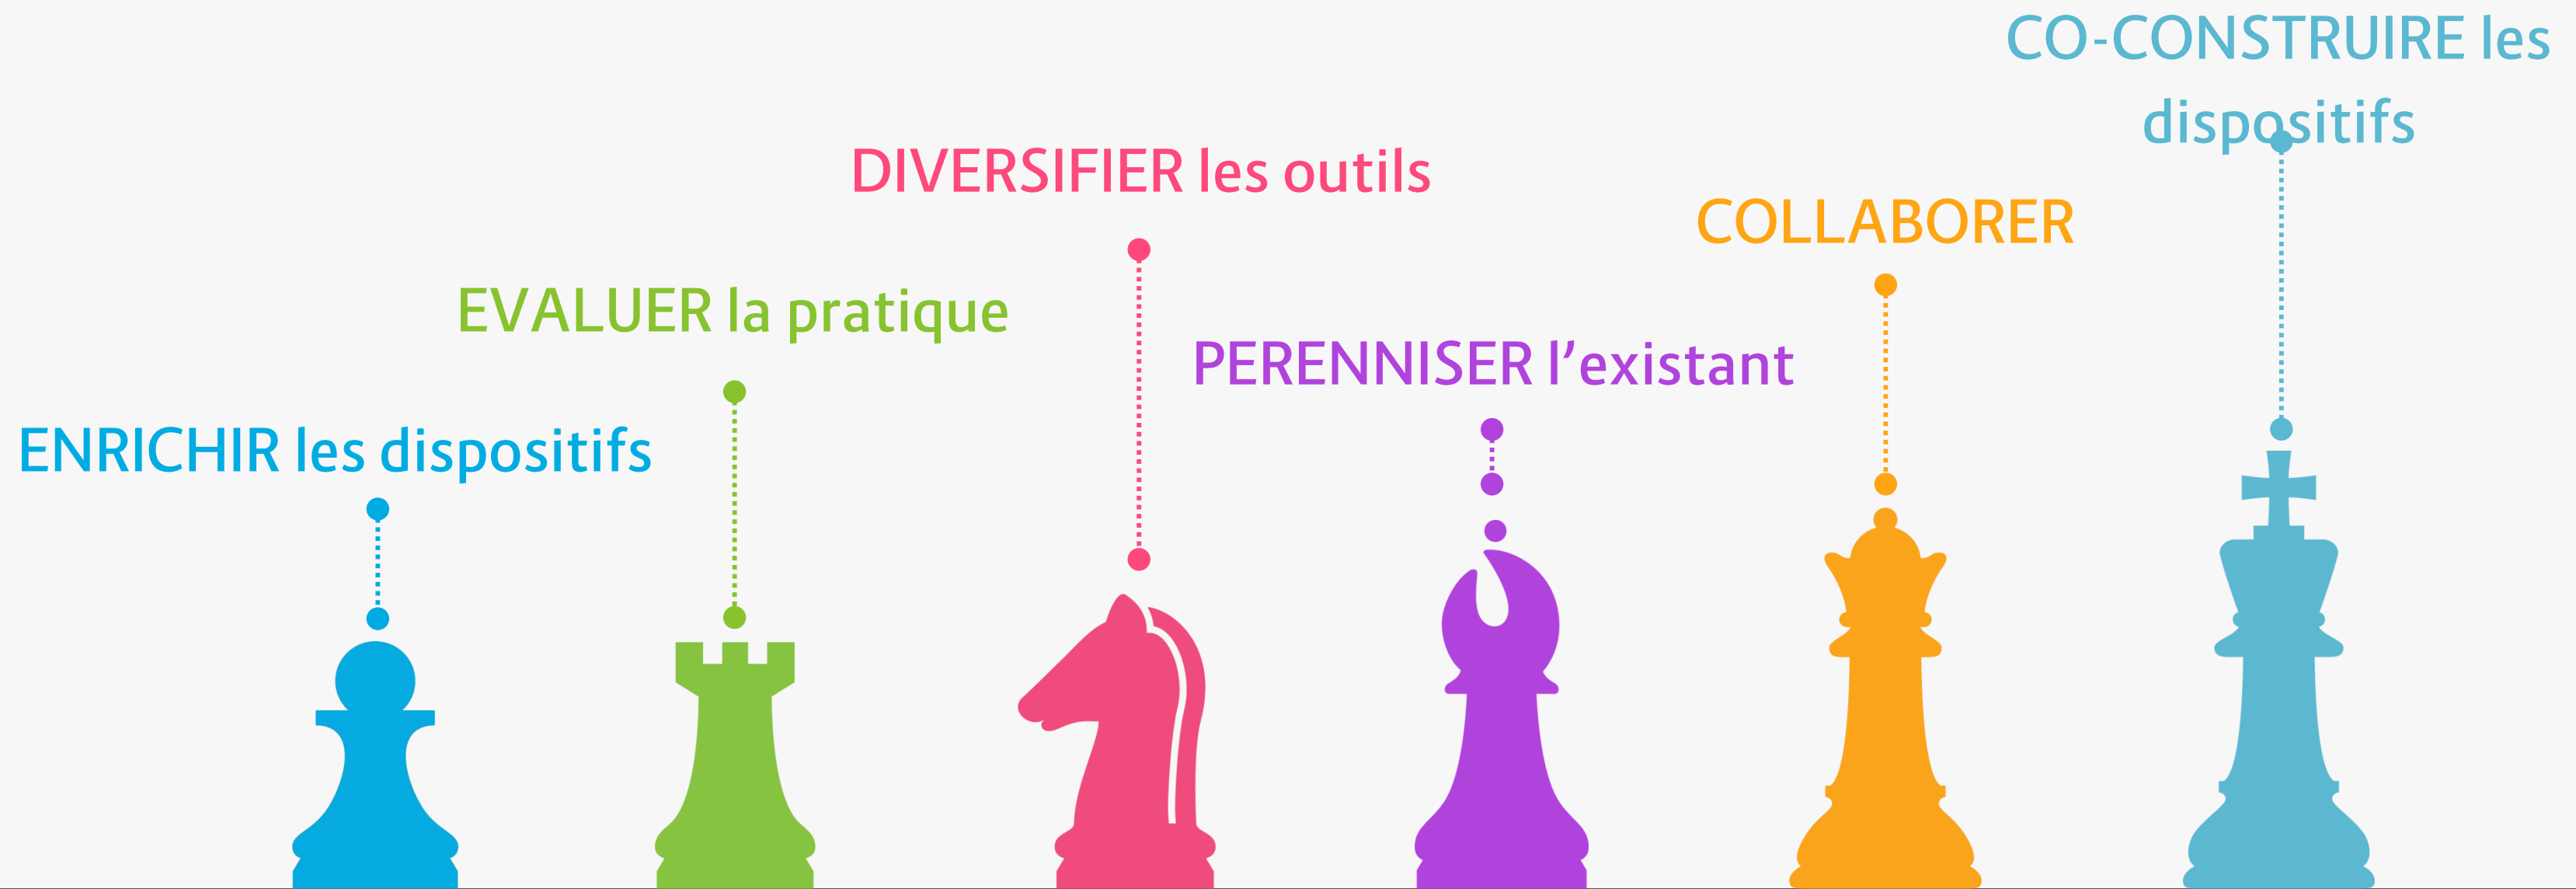 ENRICHIR les dispositifs
EVALUER la pratique
DIVERSIFIER les outils
PERENNISER l’existant
COLLABORER
CO-CONSTRUIRE les
dispositifs